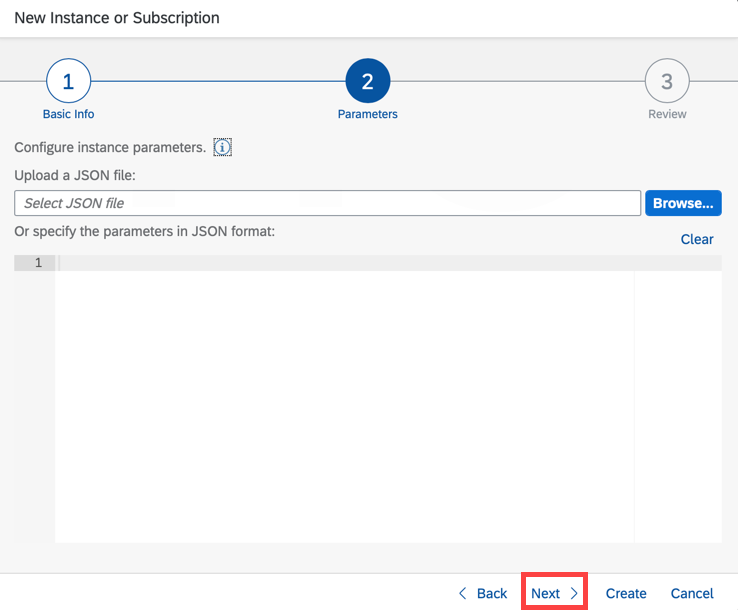 New Instance or Subscription
1 2 3
Basic Info Parameters Review
Configure instance parameters. i
Upload a JSON file:
Select JSON file Browse...
Or specify the parameters in JSON format:
Clear
1
Back Next Create Cancel